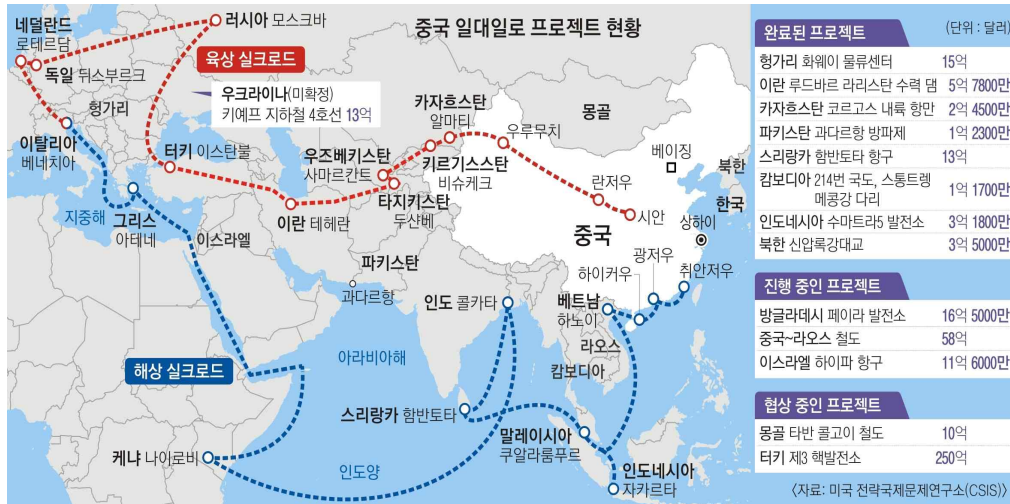 중국 일대일로 프로젝트 현황
네덜란드
로테르담
독일 뒤스부르크
러시아 모스크바
육상 실크로드
헝가리
우크라이나(미확정)
키예프 지하철 4호선 13억
이탈리아
베네치아
터키 이스탄불
지중해
그리스
아테네
이스라엘
우즈베키스탄
사마르칸트
카자흐스탄
알마티
키르기스스탄
비슈케크
타지키스탄
두샨베
이란 테헤란
우루무치
몽골
베이징
북한
한국
란저우
시안
상하이
중국
파키스탄
과다르항
인도 콜카타
하이커우
광저우
취안저우
베트남
하노이
라오스
캄보디아
아라비아해
해상 실크로드
스리랑카 함반토타
말레이시아
쿠알라룸푸르
케냐 나이로비
인도양
인도네시아
자카르타
완료된 프로젝트
(단위 : 달러)
헝가리 화웨이 물류센터 15억
이란 루드바르 라리스탄 수력 댐 5억 7800만
카자흐스탄 코르고스 내륙 항만 2억 4500만
파키스탄 과다르항 방파제 1억 2300만
스리랑카 함반토타 항구 13억
캄보디아 214번 국도, 스퉁트렝
메콩강 다리 1억 1700만
인도네시아 수마트라5 발전소 3억 1800만
북한 신압록강대교 3억 5000만
진행 중인 프로젝트
방글라데시 페이라 발전소 16억 5000만
중국~라오스 철도 58억
이스라엘 하이파 항구 11억 6000만
협상 중인 프로젝트
몽골 타반 콜고이 철도 10억
터키 제3 핵발전소 250억
〈자료: 미국 전략국제문제연구소(CSIS)〉